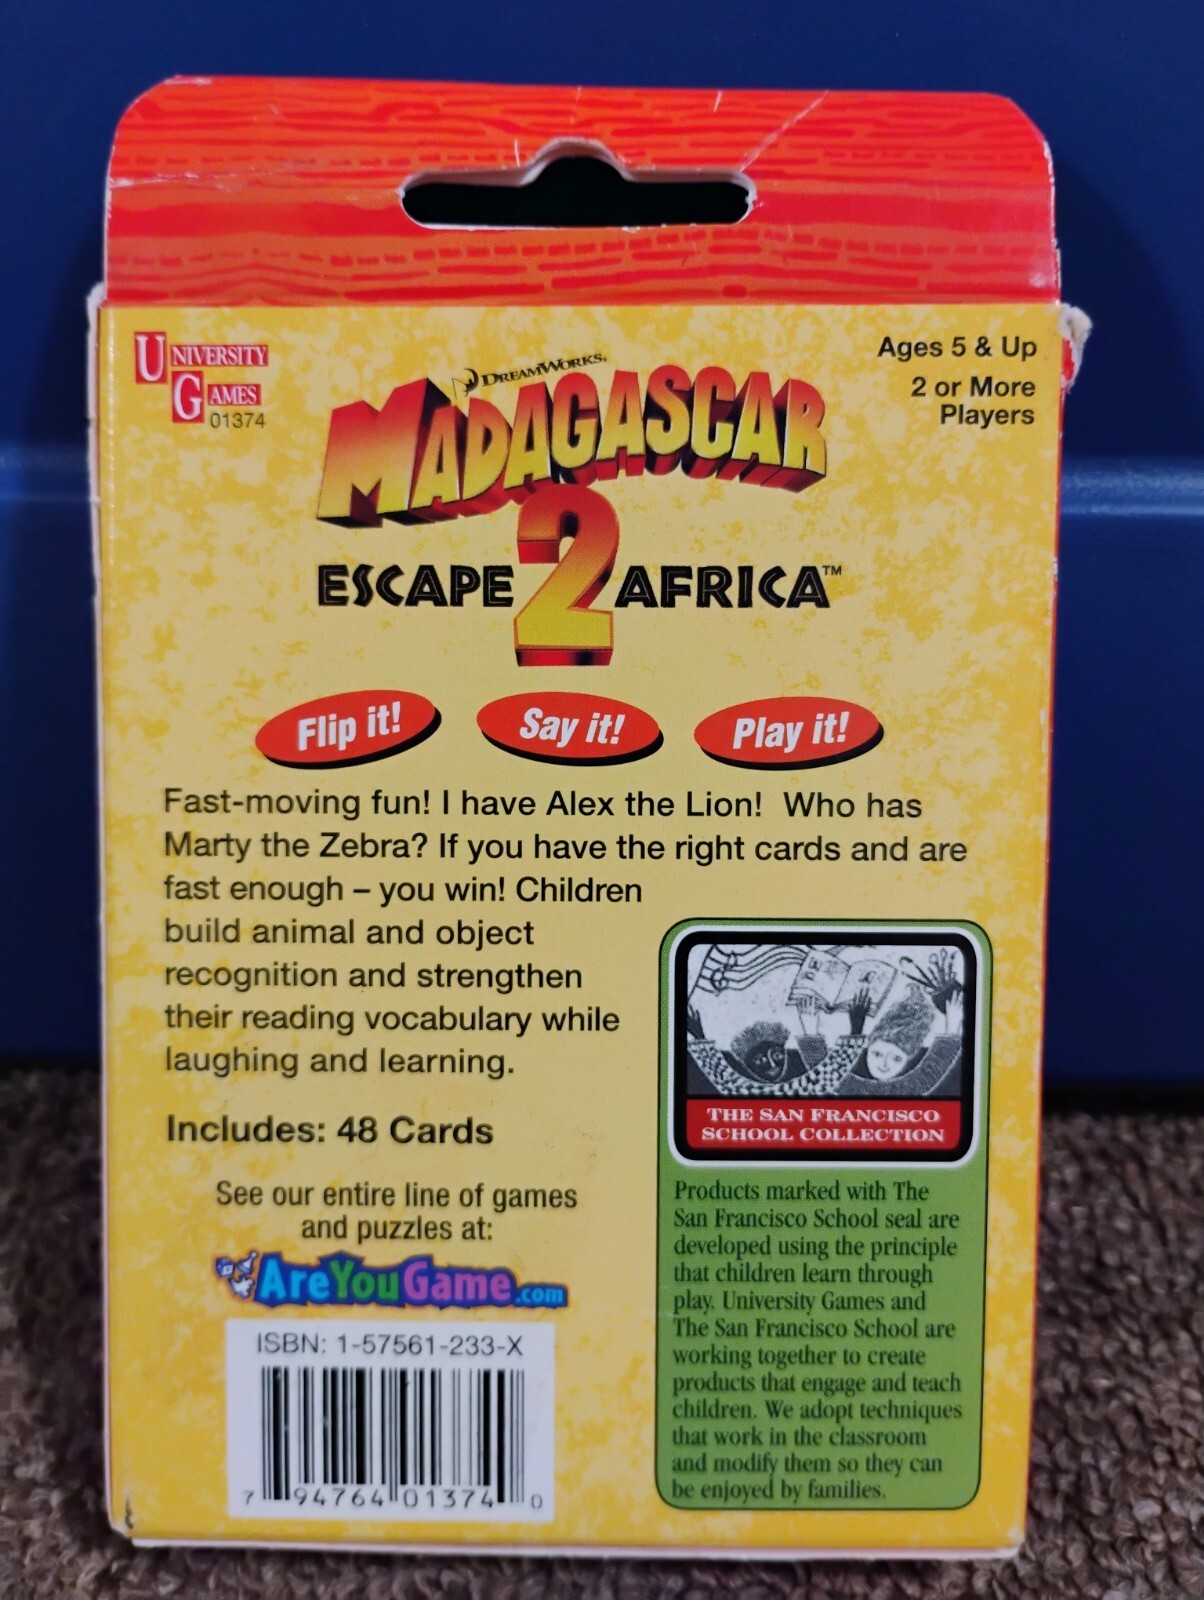 UNIVERSITY
GAMES
01374
Ages 5 & Up
2 or More
Players
DREAMWORKS®
MADAGASCAR
ESCAPE 2 AFRICA™
Flip it! Say it! Play it!
Fast-moving fun! I have Alex the Lion! Who has
Marty the Zebra? If you have the right cards and are
fast enough – you win! Children
build animal and object
recognition and strengthen
their reading vocabulary while
laughing and learning.
Includes: 48 Cards
See our entire line of games
and puzzles at:
AreYouGame.com
ISBN: 1-57561-233-X
7 94764 01374 0
THE SAN FRANCISCO
SCHOOL COLLECTION
Products marked with The
San Francisco School seal are
developed using the principle
that children learn through
play. University Games and
The San Francisco School are
working together to create
products that engage and teach
children. We adopt techniques
that work in the classroom
and modify them so they can
be enjoyed by families.